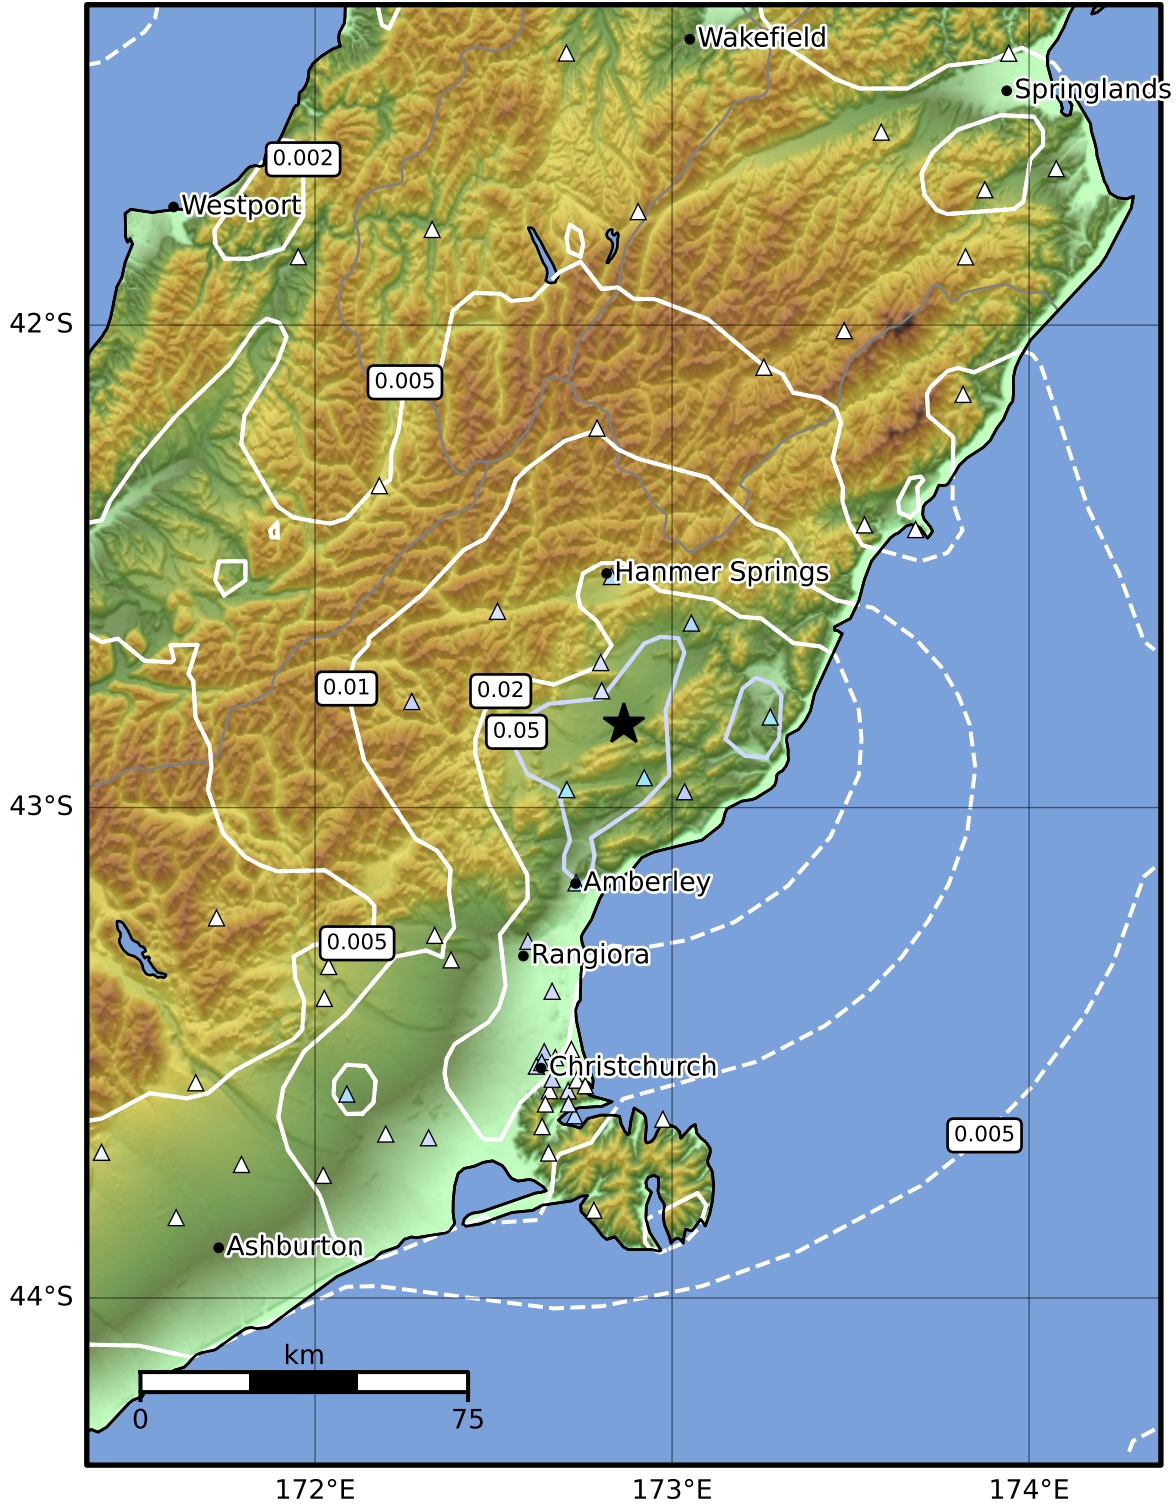 Wakefield
Springlands
0.002
Westport
42°S
0.005
Hanmer Springs
0.01
0.02
0.05
43°S
Amberley
0.005
Rangiora
Christchurch
0.005
Ashburton
44°S
km
0
75
172°E
173°E
174°E